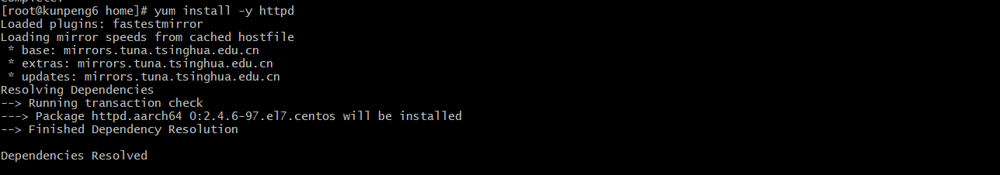 Complete!
[root@kunpeng6 home]# yum install -y httpd
Loaded plugins: fastestmirror
Loading mirror speeds from cached hostfile
 * base: mirrors.tuna.tsinghua.edu.cn
 * extras: mirrors.tuna.tsinghua.edu.cn
 * updates: mirrors.tuna.tsinghua.edu.cn
Resolving Dependencies
--> Running transaction check
---> Package httpd.aarch64 0:2.4.6-97.el7.centos will be installed
--> Finished Dependency Resolution
Dependencies Resolved